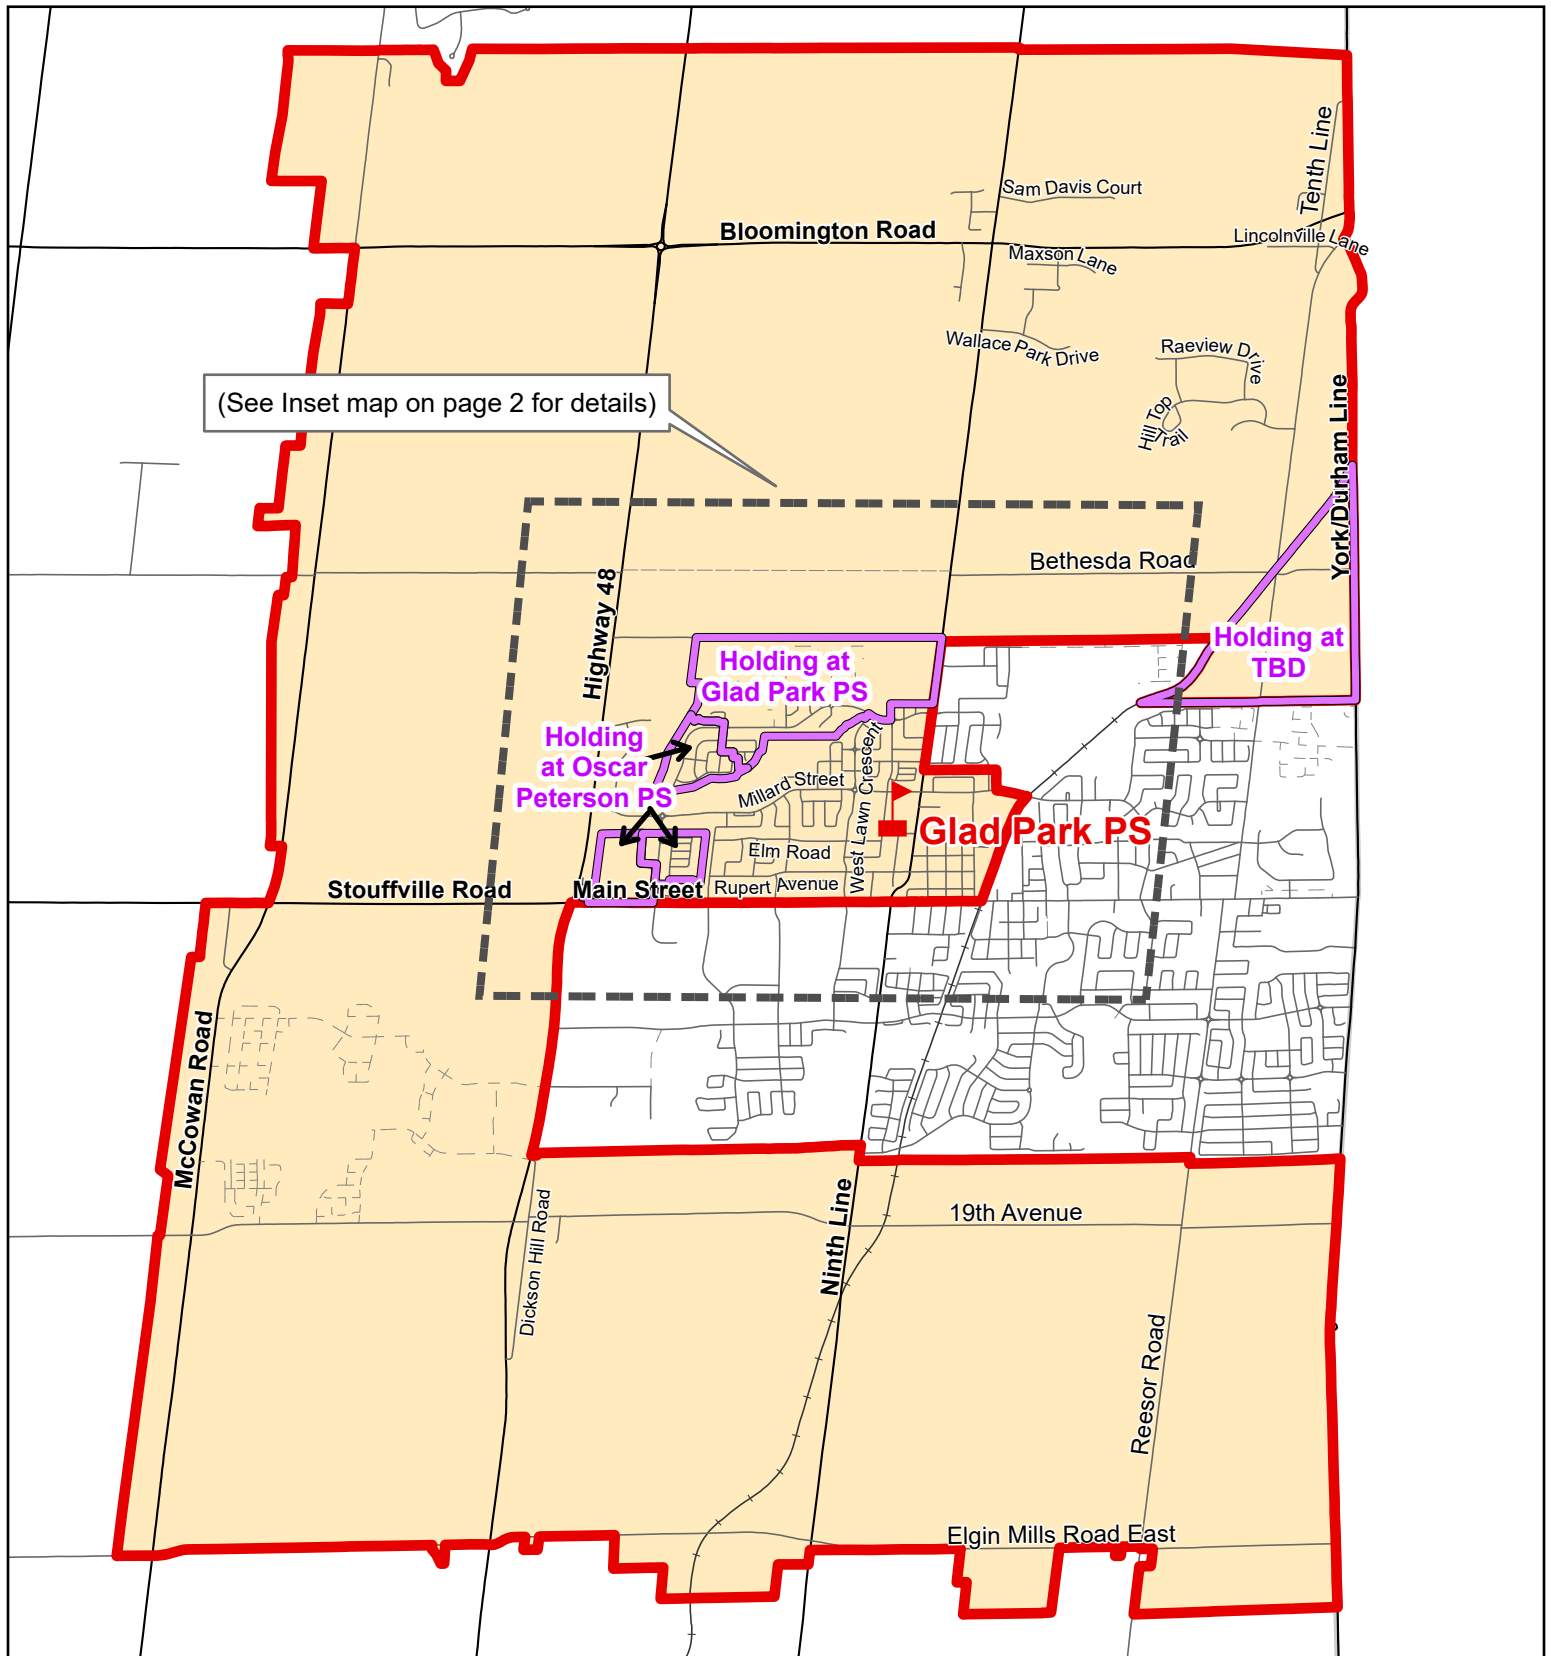 Tenth Line
Sam Davis Court
Bloomington Road
Lincolnville Lane
Maxson Lane
Wallace Park Drive
Raeview Drive
(See Inset map on page 2 for details)
Hill Top
Trail
York/Durham Line
Bethesda Road
Highway 48
Holding at
TBD
Holding at
Glad Park PS
Holding
at Oscar
Peterson PS
Millard Street
West Lawn Crescent
Glad Park PS
Elm Road
Stouffville Road
Main Street
Rupert Avenue
McCowan Road
Dickson Hill Road
Ninth Line
19th Avenue
Reesor Road
Elgin Mills Road East